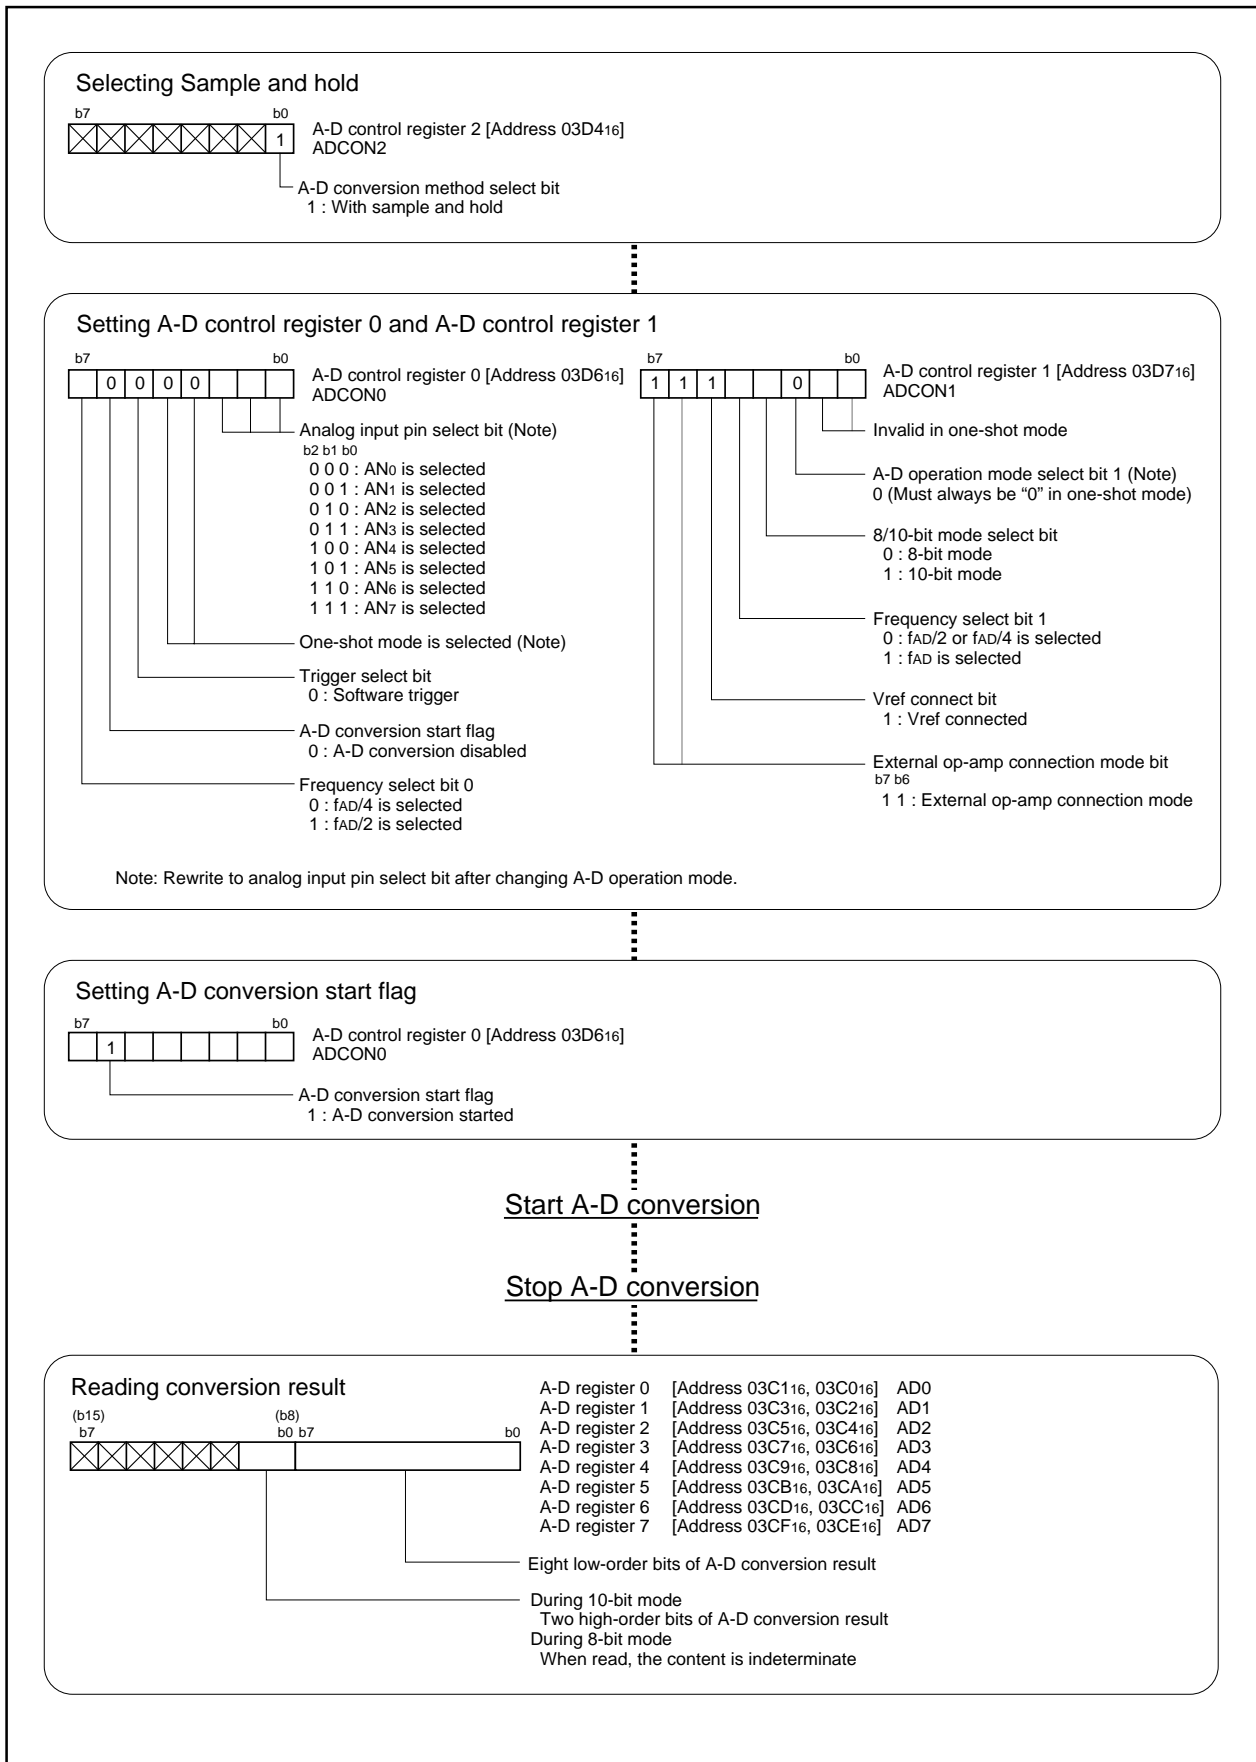 Selecting Sample and hold
b7 b0
1
A-D control register 2 [Address 03D416]
ADCON2
A-D conversion method select bit
1 : With sample and hold
Setting A-D control register 0 and A-D control register 1
b7 b0
0 0 0 0
A-D control register 0 [Address 03D616]
ADCON0
Analog input pin select bit (Note)
b2 b1 b0
0 0 0 : AN0 is selected
0 0 1 : AN1 is selected
0 1 0 : AN2 is selected
0 1 1 : AN3 is selected
1 0 0 : AN4 is selected
1 0 1 : AN5 is selected
1 1 0 : AN6 is selected
1 1 1 : AN7 is selected
One-shot mode is selected (Note)
Trigger select bit
0 : Software trigger
A-D conversion start flag
0 : A-D conversion disabled
Frequency select bit 0
0 : fAD/4 is selected
1 : fAD/2 is selected
b7 b0
1 1 1 0
A-D control register 1 [Address 03D716]
ADCON1
Invalid in one-shot mode
A-D operation mode select bit 1 (Note)
0 (Must always be “0” in one-shot mode)
8/10-bit mode select bit
0 : 8-bit mode
1 : 10-bit mode
Frequency select bit 1
0 : fAD/2 or fAD/4 is selected
1 : fAD is selected
Vref connect bit
1 : Vref connected
External op-amp connection mode bit
b7 b6
1 1 : External op-amp connection mode
Note: Rewrite to analog input pin select bit after changing A-D operation mode.
Setting A-D conversion start flag
b7 b0
1
A-D control register 0 [Address 03D616]
ADCON0
A-D conversion start flag
1 : A-D conversion started
Start A-D conversion
Stop A-D conversion
Reading conversion result
(b15) (b8)
b7 b0 b7 b0
A-D register 0 [Address 03C116, 03C016] AD0
A-D register 1 [Address 03C316, 03C216] AD1
A-D register 2 [Address 03C516, 03C416] AD2
A-D register 3 [Address 03C716, 03C616] AD3
A-D register 4 [Address 03C916, 03C816] AD4
A-D register 5 [Address 03CB16, 03CA16] AD5
A-D register 6 [Address 03CD16, 03CC16] AD6
A-D register 7 [Address 03CF16, 03CE16] AD7
Eight low-order bits of A-D conversion result
During 10-bit mode
Two high-order bits of A-D conversion result
During 8-bit mode
When read, the content is indeterminate